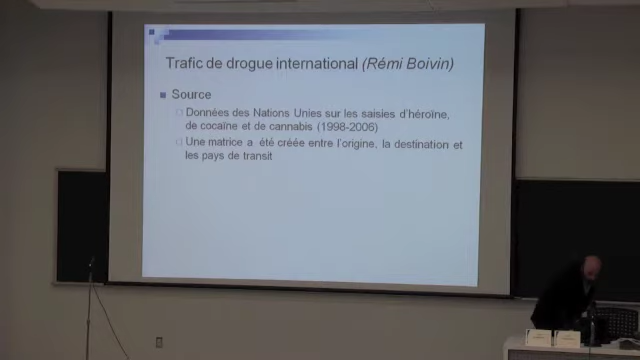 Trafic de drogue international (Rémi Boivin)
Source
Données des Nations Unies sur les saisies d'héroïne,
de cocaïne et de cannabis (1998-2006)
Une matrice a été créée entre l'origine, la destination et
les pays de transit